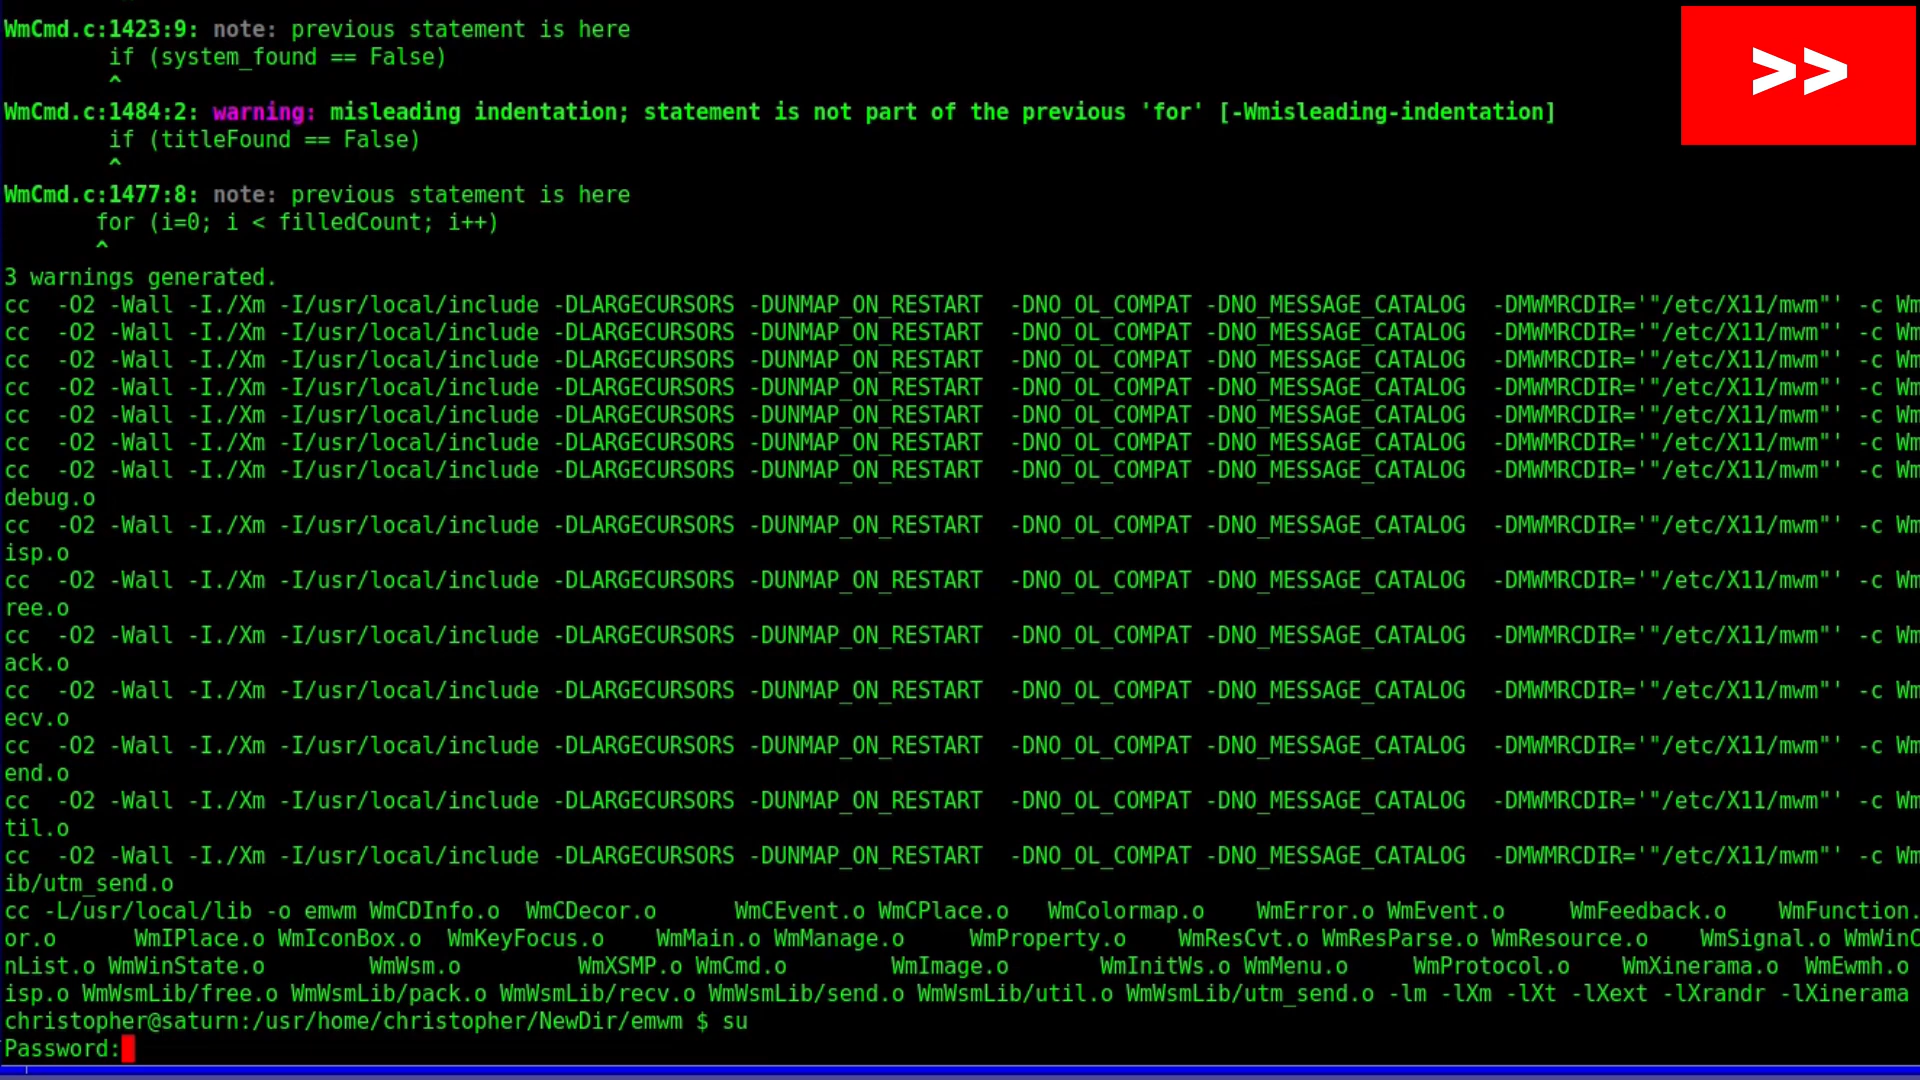 WmCmd.c:1423:9: note: previous statement is here
        if (system_found == False)
        ^
>>
WmCmd.c:1484:2: warning: misleading indentation; statement is not part of the previous 'for' [-Wmisleading-indentation]
        if (titleFound == False)
        ^
WmCmd.c:1477:8: note: previous statement is here
       for (i=0; i < filledCount; i++)
       ^
3 warnings generated.
cc  -O2 -Wall -I./Xm -I/usr/local/include -DLARGECURSORS -DUNMAP_ON_RESTART  -DNO_OL_COMPAT -DNO_MESSAGE_CATALOG  -DMWMRCDIR='"/etc/X11/mwm"' -c Wm
cc  -O2 -Wall -I./Xm -I/usr/local/include -DLARGECURSORS -DUNMAP_ON_RESTART  -DNO_OL_COMPAT -DNO_MESSAGE_CATALOG  -DMWMRCDIR='"/etc/X11/mwm"' -c Wm
cc  -O2 -Wall -I./Xm -I/usr/local/include -DLARGECURSORS -DUNMAP_ON_RESTART  -DNO_OL_COMPAT -DNO_MESSAGE_CATALOG  -DMWMRCDIR='"/etc/X11/mwm"' -c Wm
cc  -O2 -Wall -I./Xm -I/usr/local/include -DLARGECURSORS -DUNMAP_ON_RESTART  -DNO_OL_COMPAT -DNO_MESSAGE_CATALOG  -DMWMRCDIR='"/etc/X11/mwm"' -c Wm
cc  -O2 -Wall -I./Xm -I/usr/local/include -DLARGECURSORS -DUNMAP_ON_RESTART  -DNO_OL_COMPAT -DNO_MESSAGE_CATALOG  -DMWMRCDIR='"/etc/X11/mwm"' -c Wm
cc  -O2 -Wall -I./Xm -I/usr/local/include -DLARGECURSORS -DUNMAP_ON_RESTART  -DNO_OL_COMPAT -DNO_MESSAGE_CATALOG  -DMWMRCDIR='"/etc/X11/mwm"' -c Wm
cc  -O2 -Wall -I./Xm -I/usr/local/include -DLARGECURSORS -DUNMAP_ON_RESTART  -DNO_OL_COMPAT -DNO_MESSAGE_CATALOG  -DMWMRCDIR='"/etc/X11/mwm"' -c Wm
debug.o
cc  -O2 -Wall -I./Xm -I/usr/local/include -DLARGECURSORS -DUNMAP_ON_RESTART  -DNO_OL_COMPAT -DNO_MESSAGE_CATALOG  -DMWMRCDIR='"/etc/X11/mwm"' -c Wm
isp.o
cc  -O2 -Wall -I./Xm -I/usr/local/include -DLARGECURSORS -DUNMAP_ON_RESTART  -DNO_OL_COMPAT -DNO_MESSAGE_CATALOG  -DMWMRCDIR='"/etc/X11/mwm"' -c Wm
ree.o
cc  -O2 -Wall -I./Xm -I/usr/local/include -DLARGECURSORS -DUNMAP_ON_RESTART  -DNO_OL_COMPAT -DNO_MESSAGE_CATALOG  -DMWMRCDIR='"/etc/X11/mwm"' -c Wm
ack.o
cc  -O2 -Wall -I./Xm -I/usr/local/include -DLARGECURSORS -DUNMAP_ON_RESTART  -DNO_OL_COMPAT -DNO_MESSAGE_CATALOG  -DMWMRCDIR='"/etc/X11/mwm"' -c Wm
ecv.o
cc  -O2 -Wall -I./Xm -I/usr/local/include -DLARGECURSORS -DUNMAP_ON_RESTART  -DNO_OL_COMPAT -DNO_MESSAGE_CATALOG  -DMWMRCDIR='"/etc/X11/mwm"' -c Wm
end.o
cc  -O2 -Wall -I./Xm -I/usr/local/include -DLARGECURSORS -DUNMAP_ON_RESTART  -DNO_OL_COMPAT -DNO_MESSAGE_CATALOG  -DMWMRCDIR='"/etc/X11/mwm"' -c Wm
til.o
cc  -O2 -Wall -I./Xm -I/usr/local/include -DLARGECURSORS -DUNMAP_ON_RESTART  -DNO_OL_COMPAT -DNO_MESSAGE_CATALOG  -DMWMRCDIR='"/etc/X11/mwm"' -c Wm
ib/utm_send.o
cc -L/usr/local/lib -o emwm WmCDInfo.o  WmCDecor.o      WmCEvent.o WmCPlace.o   WmColormap.o    WmError.o WmEvent.o     WmFeedback.o    WmFunction.
or.o      WmIPlace.o WmIconBox.o  WmKeyFocus.o    WmMain.o WmManage.o     WmProperty.o    WmResCvt.o WmResParse.o WmResource.o    WmSignal.o WmWinC
nList.o WmWinState.o        WmWsm.o         WmXSMP.o WmCmd.o        WmImage.o       WmInitWs.o WmMenu.o     WmProtocol.o    WmXinerama.o  WmEwmh.o
isp.o WmWsmLib/free.o WmWsmLib/pack.o WmWsmLib/recv.o WmWsmLib/send.o WmWsmLib/util.o WmWsmLib/utm_send.o -lm -lXm -lXt -lXext -lXrandr -lXinerama
christopher@saturn:/usr/home/christopher/NewDir/emwm $ su
Password: